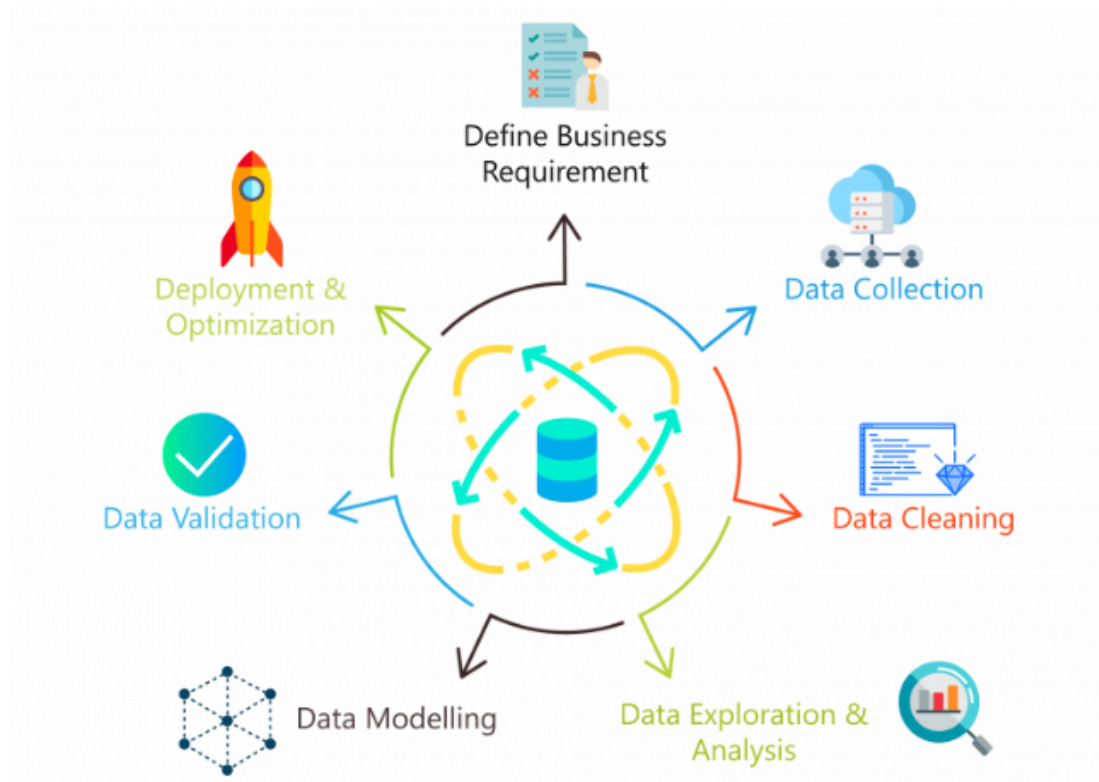 Define Business
Requirement
Data Collection
Data Cleaning
Data Exploration &
Analysis
Data Modelling
Data Validation
Deployment &
Optimization